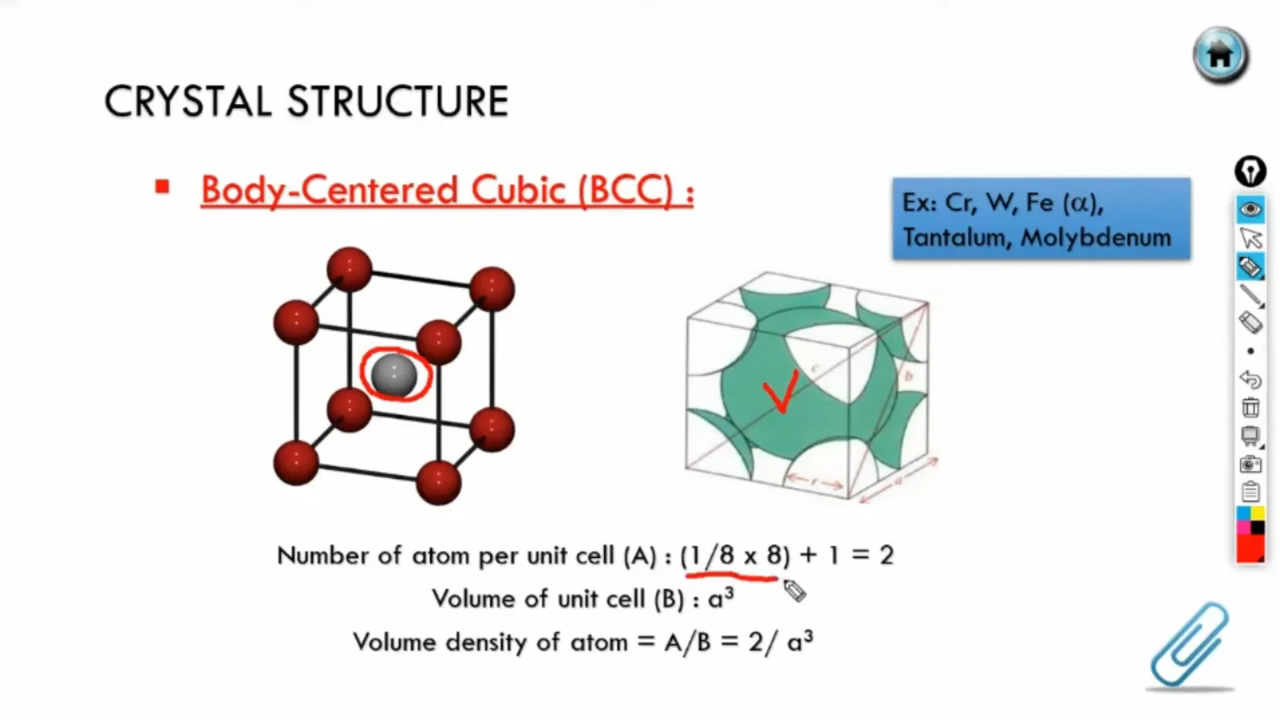 CRYSTAL STRUCTURE
▪ Body-Centered Cubic (BCC) :
Ex: Cr, W, Fe (α),
Tantalum, Molybdenum
c
b
r
a
Number of atom per unit cell (A) : (1/8 x 8) + 1 = 2
Volume of unit cell (B) : a³
Volume density of atom = A/B = 2/ a³